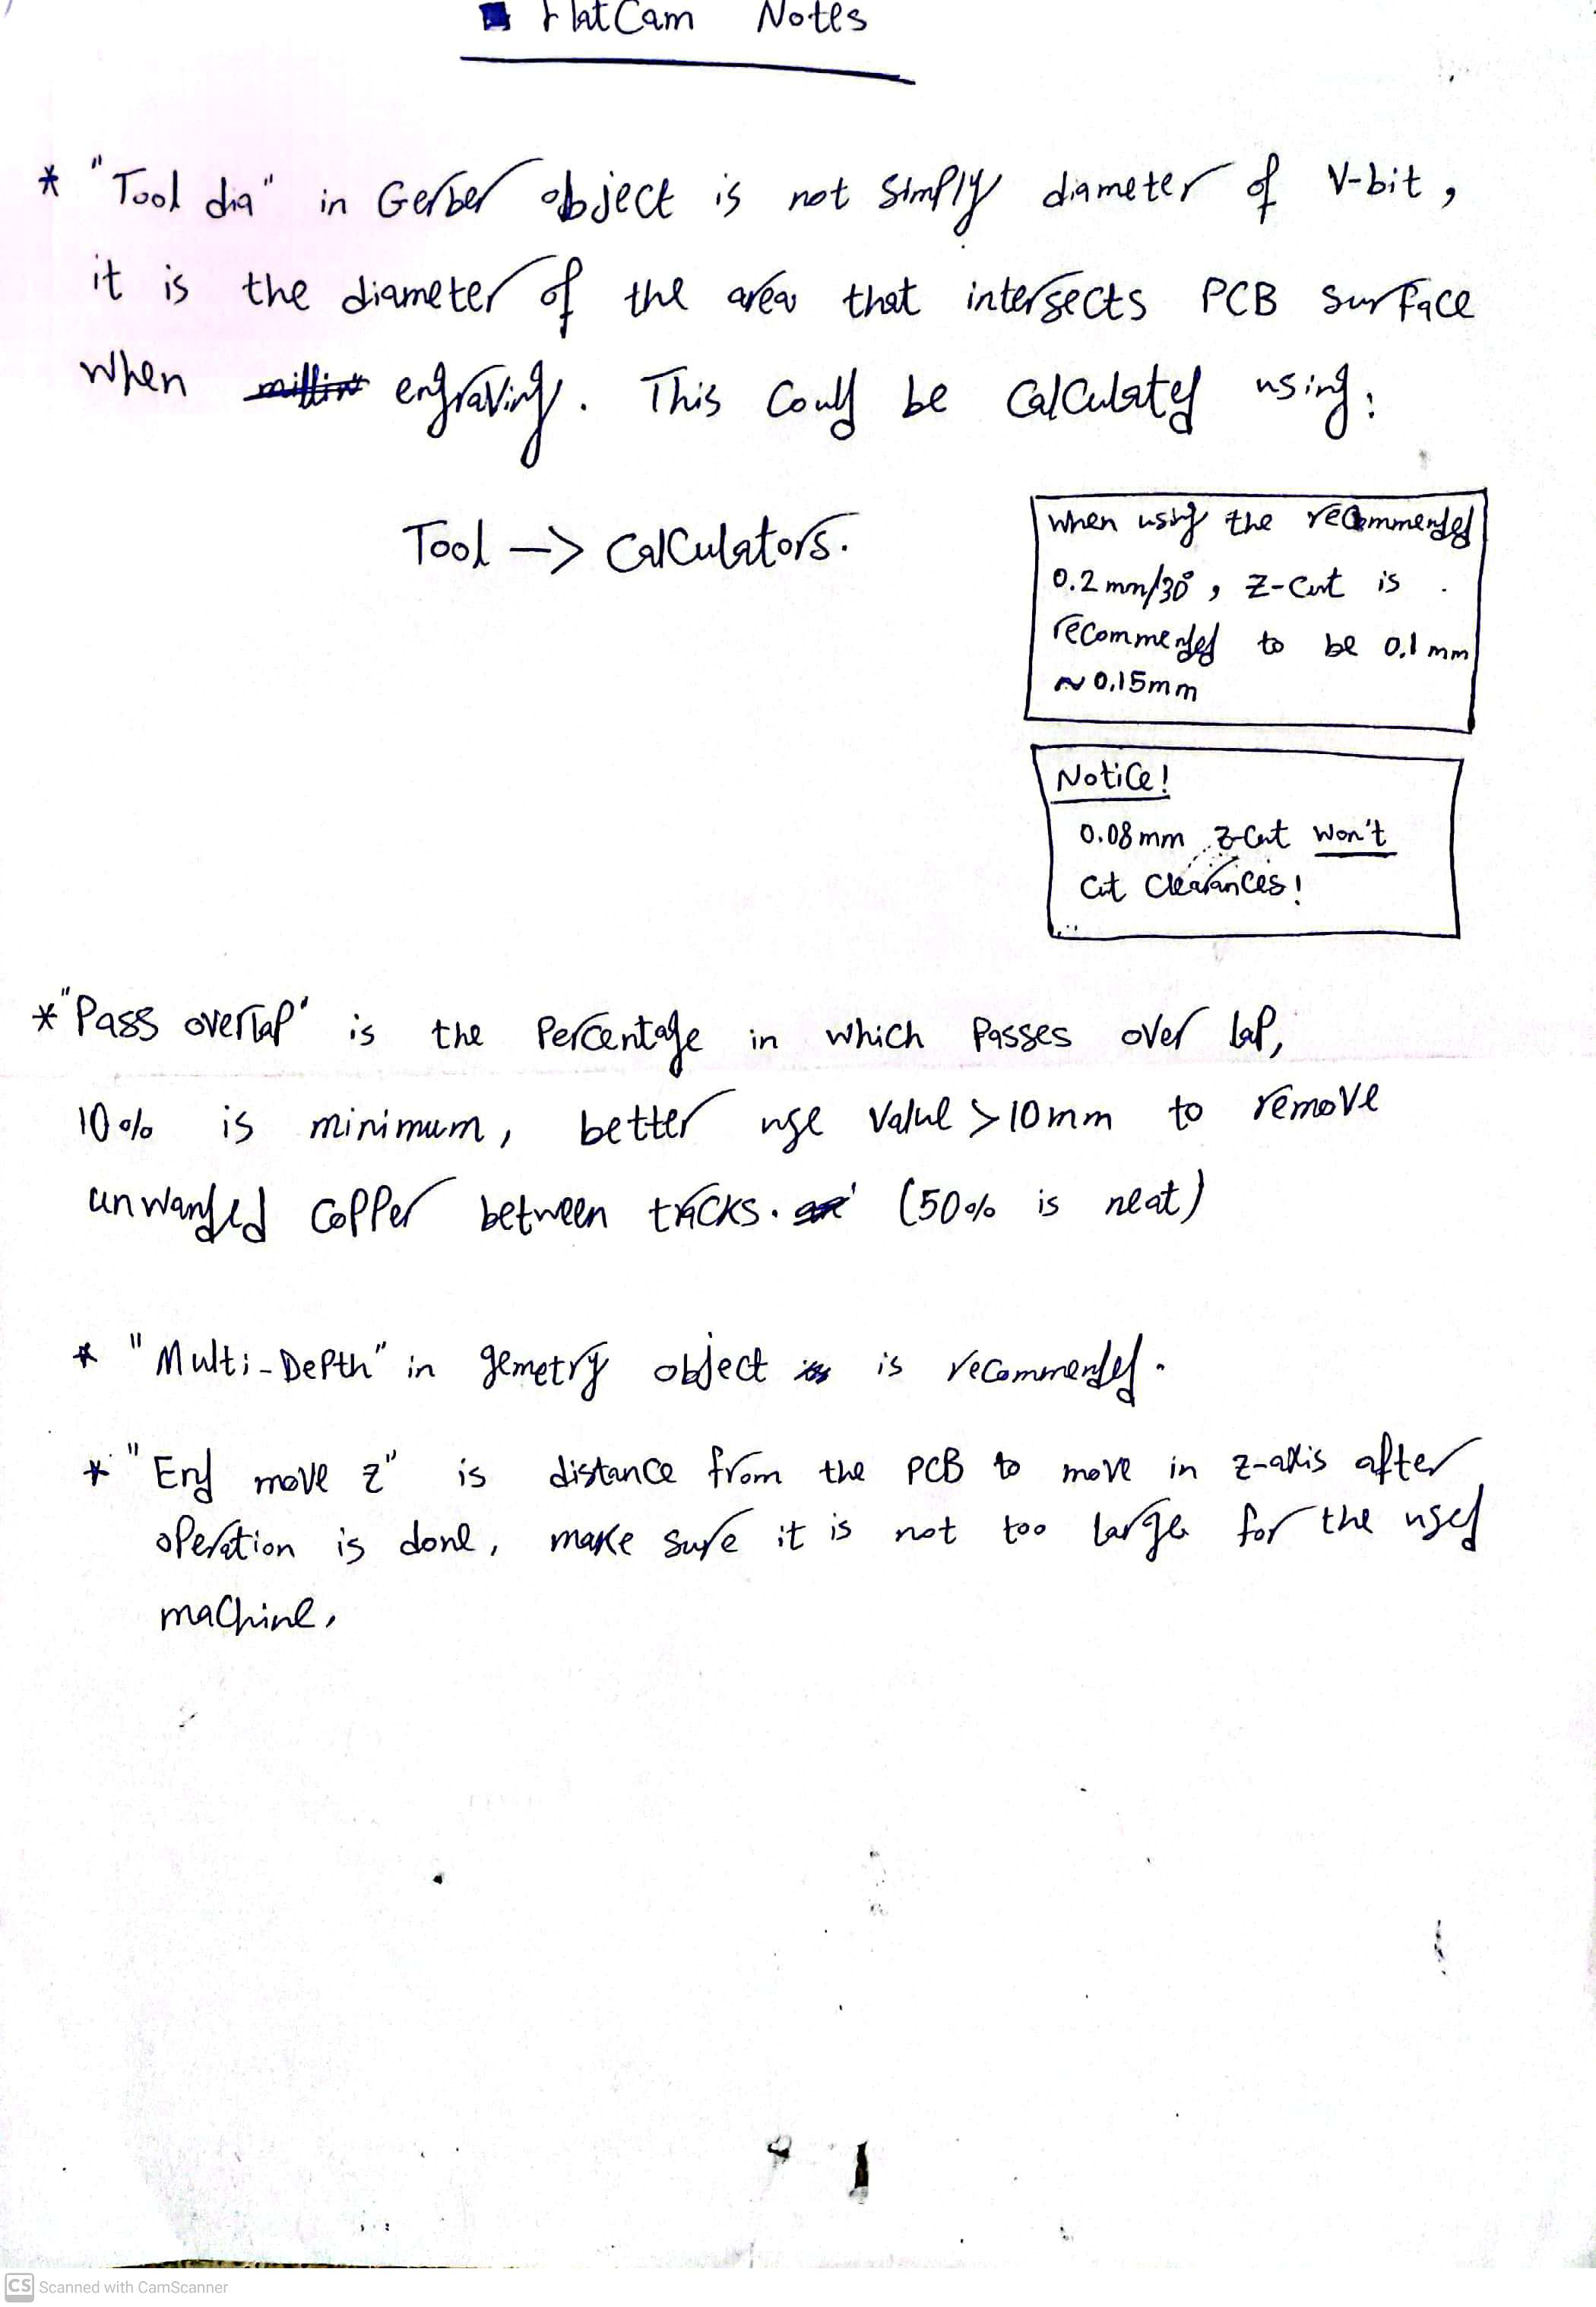 FlatCam Notes
* "Tool dia" in Gerber object is not simply diameter of V-bit,
it is the diameter of the area that intersects PCB surface
when engraving. This could be calculated using:
Tool -> Calculators.
when using the recommended
0.2 mm/30°, Z-Cut is
recommended to be 0.1 mm
~ 0.15mm
Notice!
0.08mm Z-Cut won't
Cut Clearances!
* "Pass overlap" is the Percentage in which Passes over lap,
10% is minimum, better use Value >10mm to remove
unwanded Copper between tracks. (50% is neat)
* "Multi-Depth" in gemetry object is recommended.
* "End move Z" is distance from the PCB to move in z-axis after
operation is done, make sure it is not too large for the used
machine.
CS Scanned with CamScanner